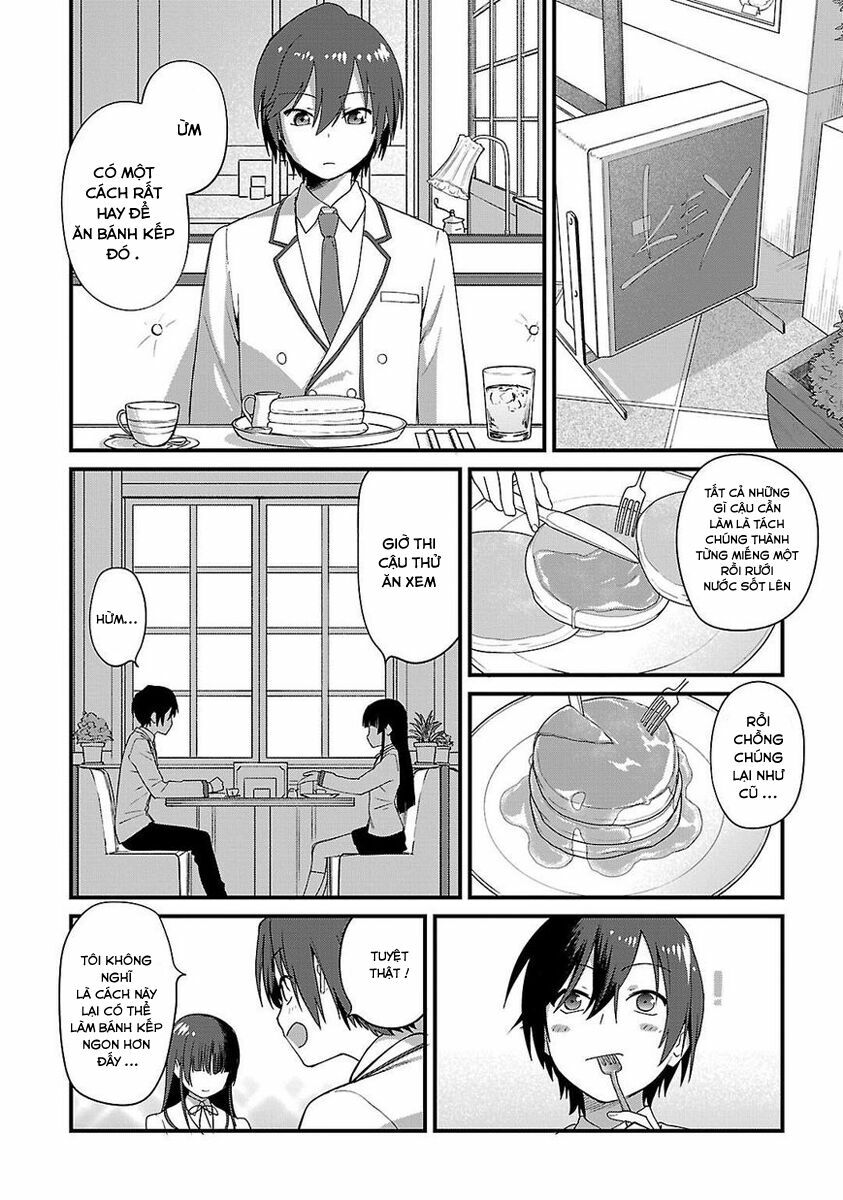 KEY
ỪM
CÓ MỘT
CÁCH RẤT
HAY ĐỂ
ĂN BÁNH KẾP
ĐÓ .
TẤT CẢ NHỮNG
GÌ CẬU CẦN
LÀM LÀ TÁCH
CHÚNG THÀNH
TỪNG MIẾNG MỘT
RỒI RƯỚI
NƯỚC SỐT LÊN
RỒI
CHỒNG
CHÚNG
LẠI NHƯ
CŨ ...
GIỜ THI
CẬU THỬ
ĂN XEM
HỪM...
!
TUYỆT
THẬT !
TÔI KHÔNG
NGHĨ
LÀ CÁCH NÀY
LẠI CÓ THỂ
LÀM BÁNH KẾP
NGON HƠN
ĐẤY ...